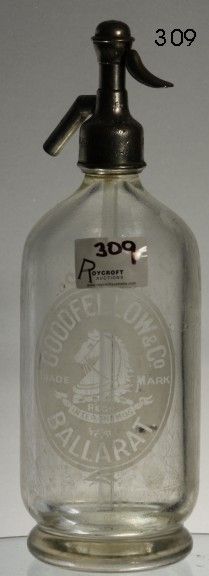 309
309
ROYCROFT
AUCTIONS
GOODFELLOW & Co
TRADE MARK
BALLARAT